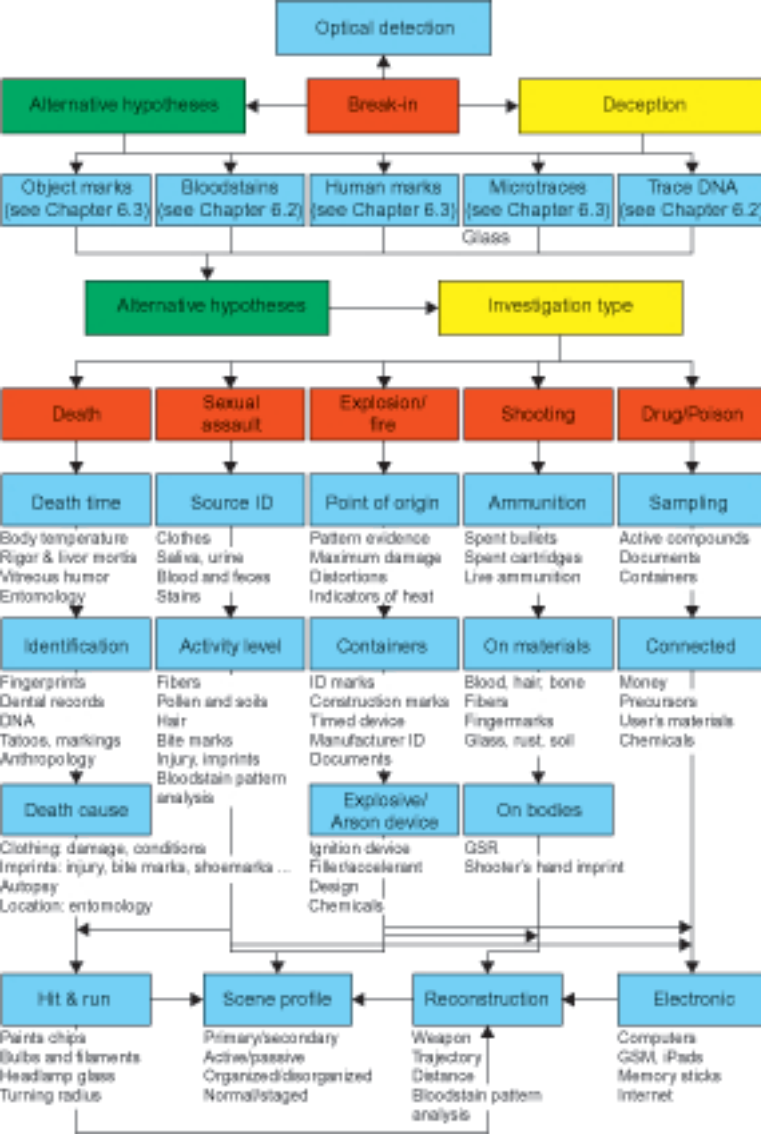 Optical detection
Alternative hypotheses
Break-in
Deception
Object marks
(see Chapter 6.3)
Bloodstains
(see Chapter 6.2)
Human marks
(see Chapter 6.3)
Microtraces
(see Chapter 6.3)
Trace DNA
(see Chapter 6.2)
Glass
Alternative hypotheses
Investigation type
Death
Sexual
assault
Explosion/
fire
Shooting
Drug/Poison
Death time
Source ID
Point of origin
Ammunition
Sampling
Body temperature
Rigor & livor mortis
Vitreous humor
Entomology
Clothes
Saliva, urine
Blood and feces
Stains
Pattern evidence
Maximum damage
Distortions
Indicators of heat
Spent bullets
Spent cartridges
Live ammunition
Active compounds
Documents
Containers
Identification
Activity level
Containers
On materials
Connected
Fingerprints
Dental records
DNA
Tatoos, markings
Anthropology
Fibers
Pollen and soils
Hair
Bite marks
Injury, imprints
Bloodstain pattern
analysis
ID marks
Construction marks
Timed device
Manufacturer ID
Documents
Blood, hair, bone
Fibers
Fingermarks
Glass, rust, soil
Money
Precursors
User's materials
Chemicals
Death cause
Explosive/
Arson device
On bodies
Clothing: damage, conditions
Imprints: injury, bite marks, shoemarks ...
Autopsy
Location: entomology
Ignition device
Filler/accelerant
Design
Chemicals
GSR
Shooter's hand imprint
Hit & run
Scene profile
Reconstruction
Electronic
Paints chips
Bulbs and filaments
Headlamp glass
Turning radius
Primary/secondary
Active/passive
Organized/disorganized
Normal/staged
Weapon
Trajectory
Distance
Bloodstain pattern
analysis
Computers
GSM, iPads
Memory sticks
Internet